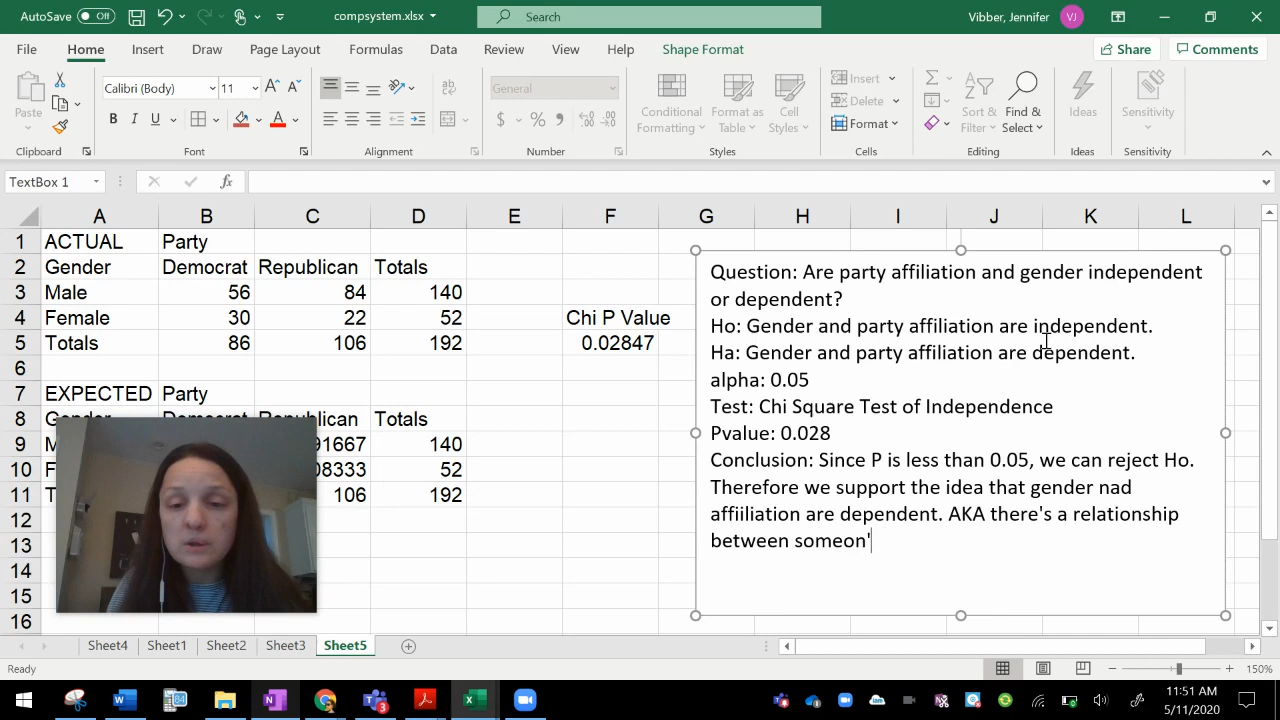 AutoSave Off compsystem.xlsx Search Vibber, Jennifer VJ
File Home Insert Draw Page Layout Formulas Data Review View Help Shape Format Share Comments
Paste Calibri (Body) 11 General Conditional Formatting Format as Table Cell Styles Insert Delete Format Sort & Filter Find & Select Ideas Sensitivity
Clipboard Font Alignment Number Styles Cells Editing Ideas Sensitivity
TextBox 1 fx
A B C D E F G H I J K L
1 ACTUAL Party
2 Gender Democrat Republican Totals
3 Male 56 84 140
4 Female 30 22 52 Chi P Value
5 Totals 86 106 192 0.02847
6
7 EXPECTED Party
8 Totals
9 91667 140
10 08333 52
11 106 192
12
13
14
15
16
Question: Are party affiliation and gender independent
or dependent?
Ho: Gender and party affiliation are independent.
Ha: Gender and party affiliation are dependent.
alpha: 0.05
Test: Chi Square Test of Independence
Pvalue: 0.028
Conclusion: Since P is less than 0.05, we can reject Ho.
Therefore we support the idea that gender nad
affiiliation are dependent. AKA there's a relationship
between someon'
Sheet4 Sheet1 Sheet2 Sheet3 Sheet5
Ready 150%
11:51 AM
5/11/2020